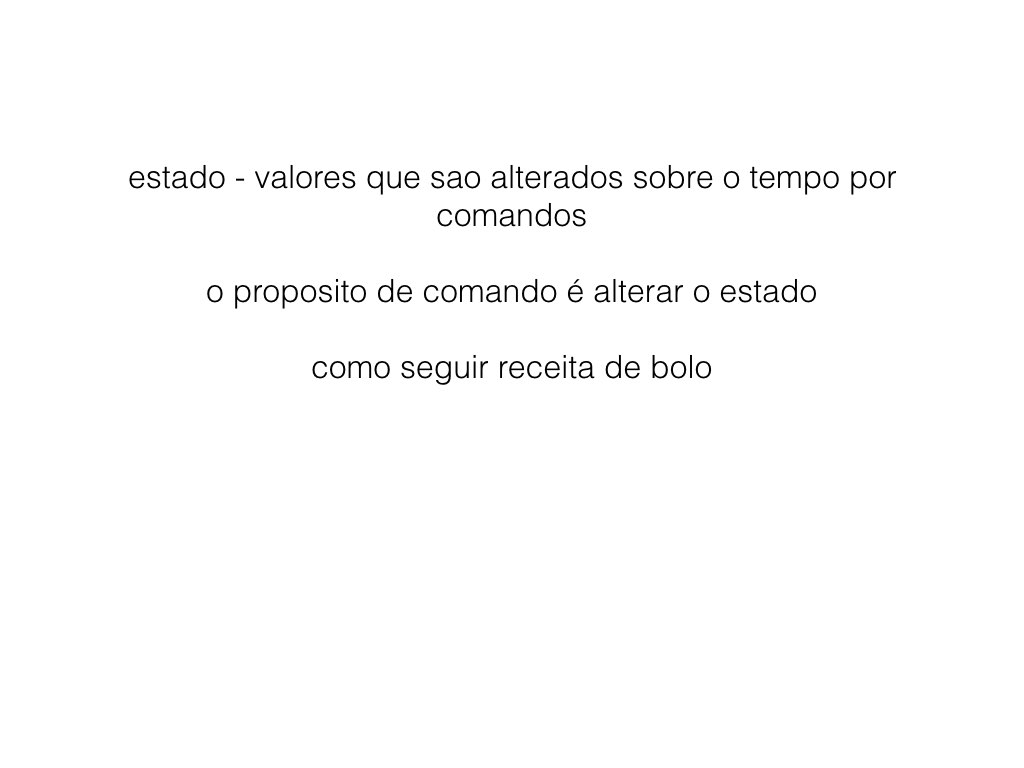 estado - valores que sao alterados sobre o tempo por
comandos
o proposito de comando é alterar o estado
como seguir receita de bolo